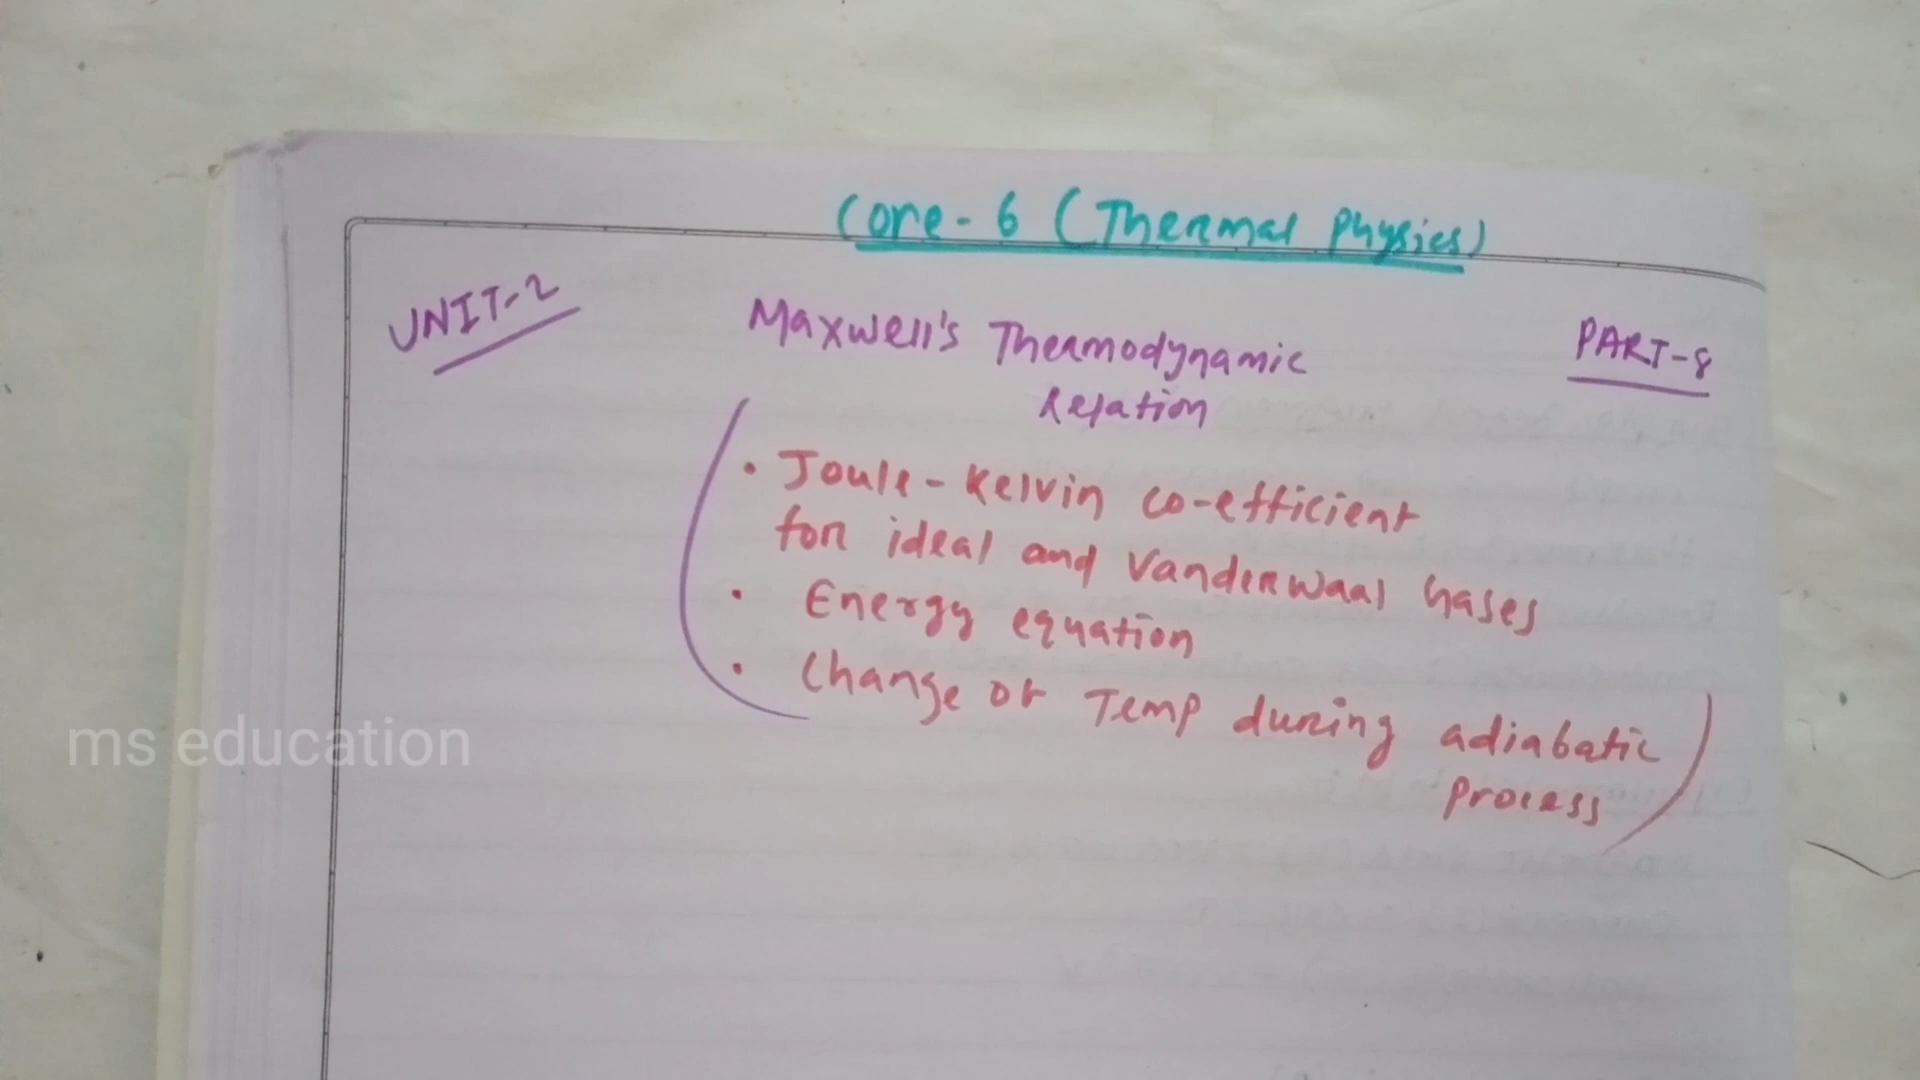 Core-6 (Thermal Physics)
UNIT-2
Maxwell's Thermodynamic
Relation
PART-8
• Joule-Kelvin co-efficient
for ideal and Vanderwaal Gases
• Energy equation
• Change of Temp during adiabatic
Process
ms education